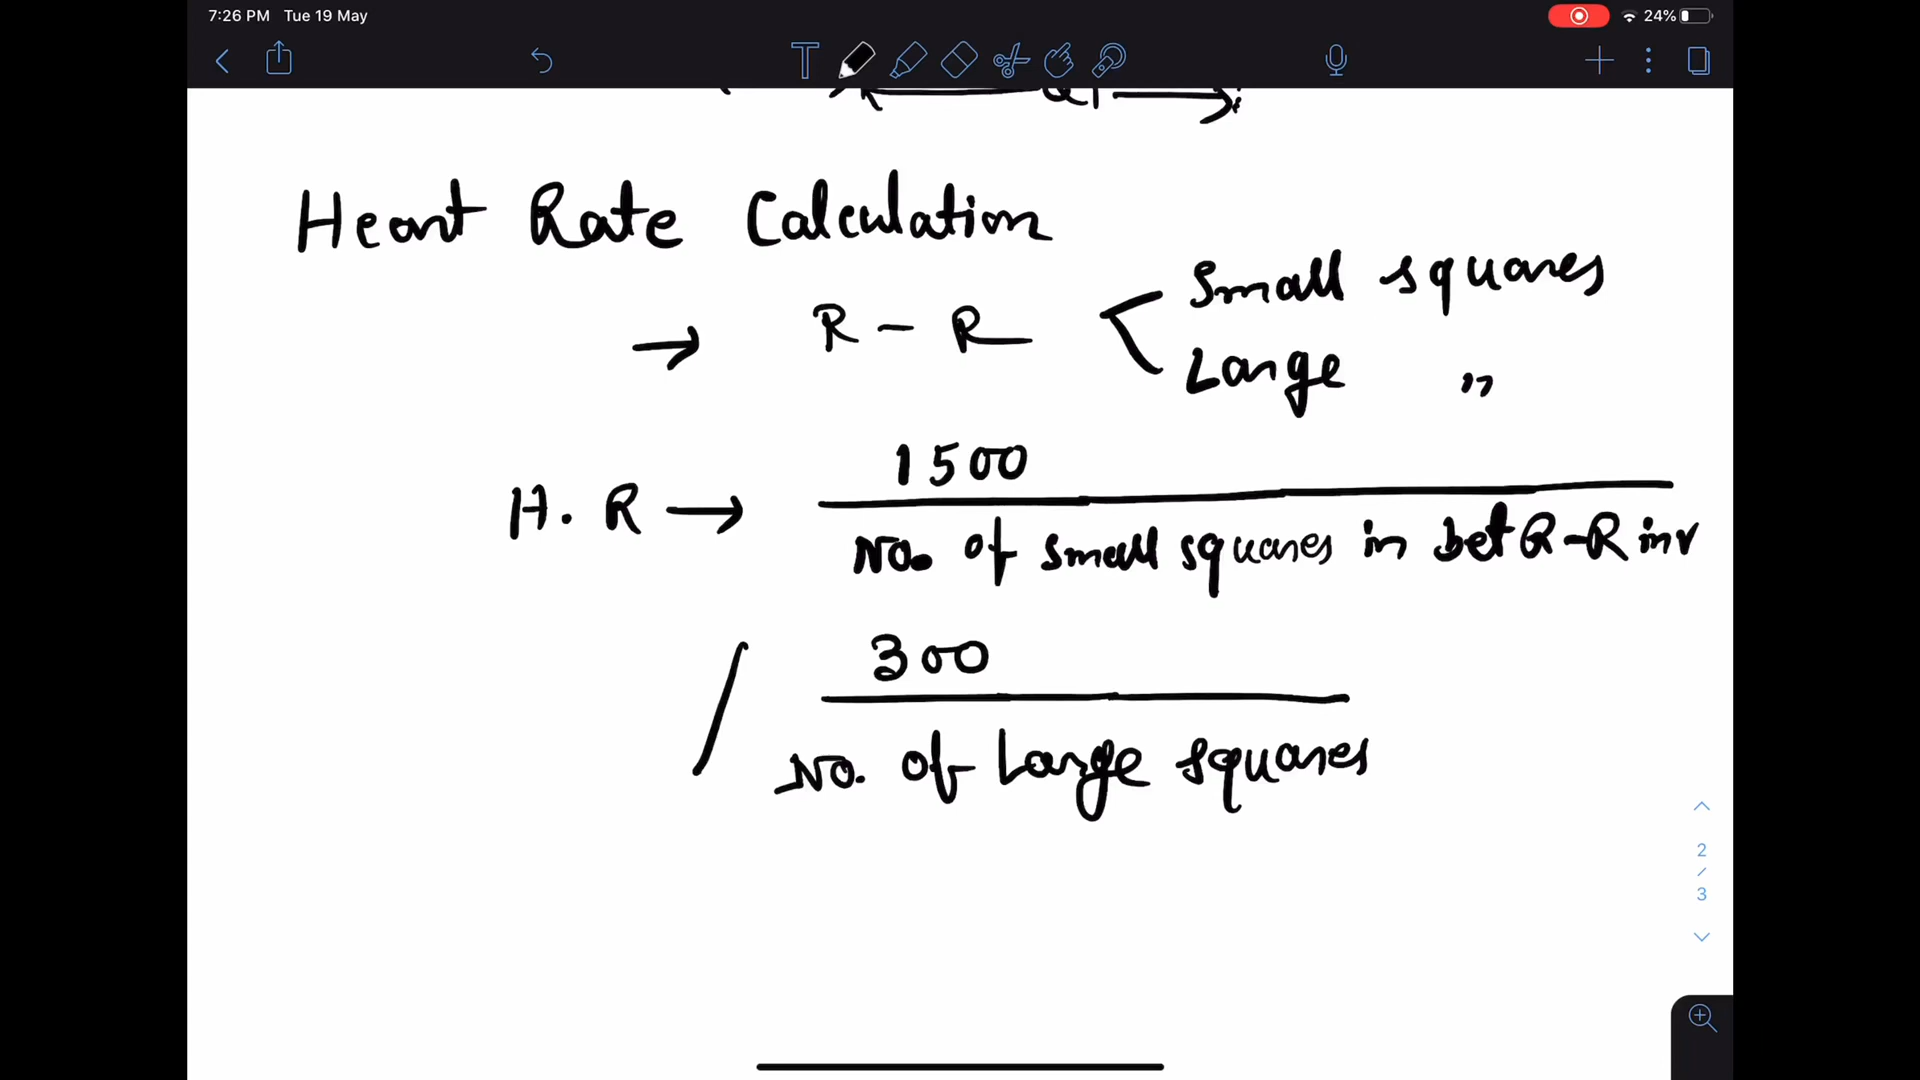 7:26 PM Tue 19 May
24%
QT
Heart Rate Calculation
→ R - R
Small squares
Large "
H. R → 1500
No. of small squares in bet R-R inv
/ 300
No. of Large squares
2
/
3